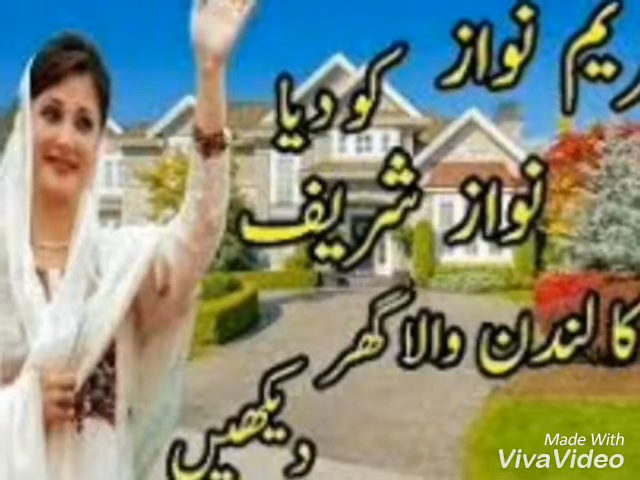 ریم نواز
کو دیا
نواز شریف
کا لندن والا گھر
دیکھیں
Made With
VivaVideo